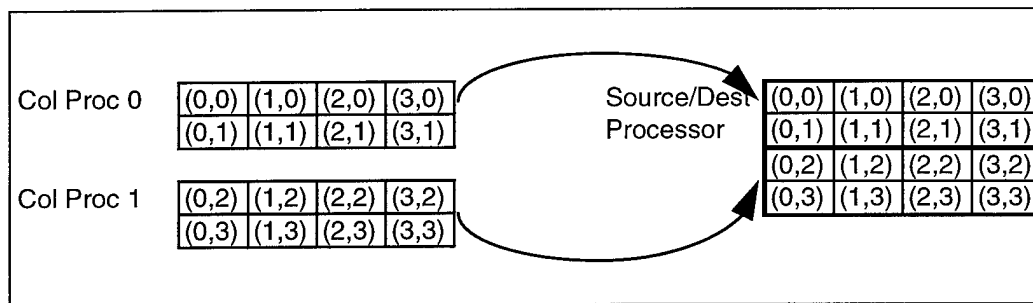 Col Proc 0
(0,0) (1,0) (2,0) (3,0)
(0,1) (1,1) (2,1) (3,1)
Col Proc 1
(0,2) (1,2) (2,2) (3,2)
(0,3) (1,3) (2,3) (3,3)
Source/Dest
Processor
(0,0) (1,0) (2,0) (3,0)
(0,1) (1,1) (2,1) (3,1)
(0,2) (1,2) (2,2) (3,2)
(0,3) (1,3) (2,3) (3,3)